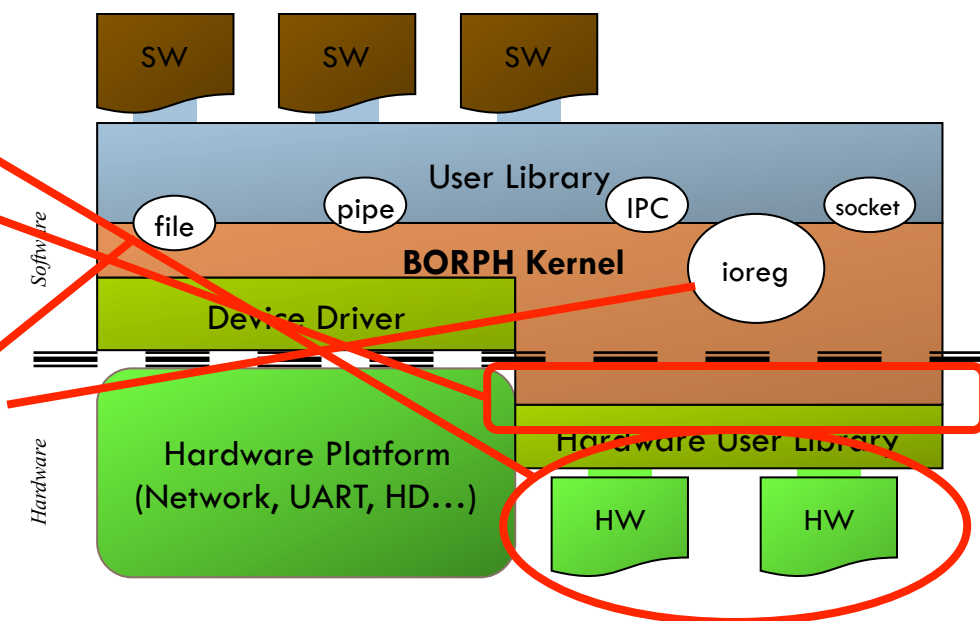 SW
SW
SW
User Library
file
pipe
IPC
socket
Software
BORPH Kernel
ioreg
Device Driver
Hardware User Library
Hardware
Hardware Platform
(Network, UART, HD…)
HW
HW